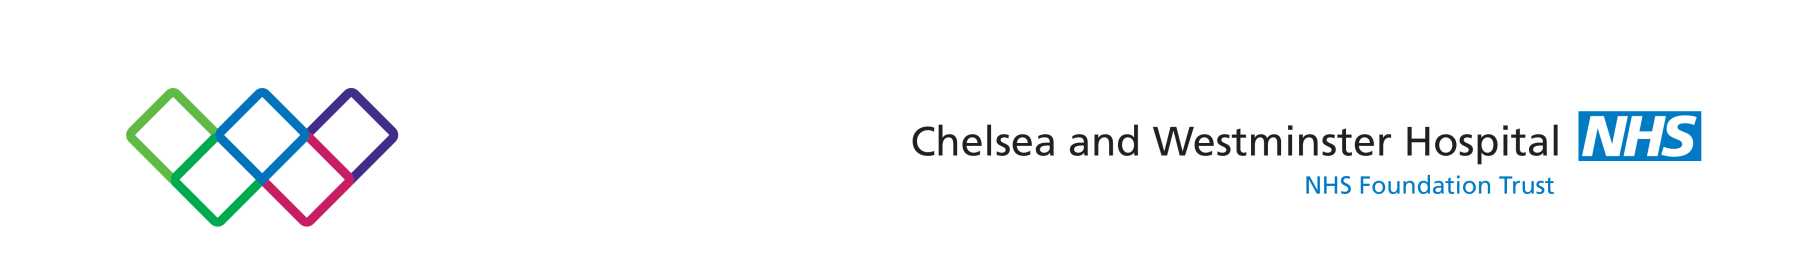 Chelsea and Westminster Hospital NHS
NHS Foundation Trust